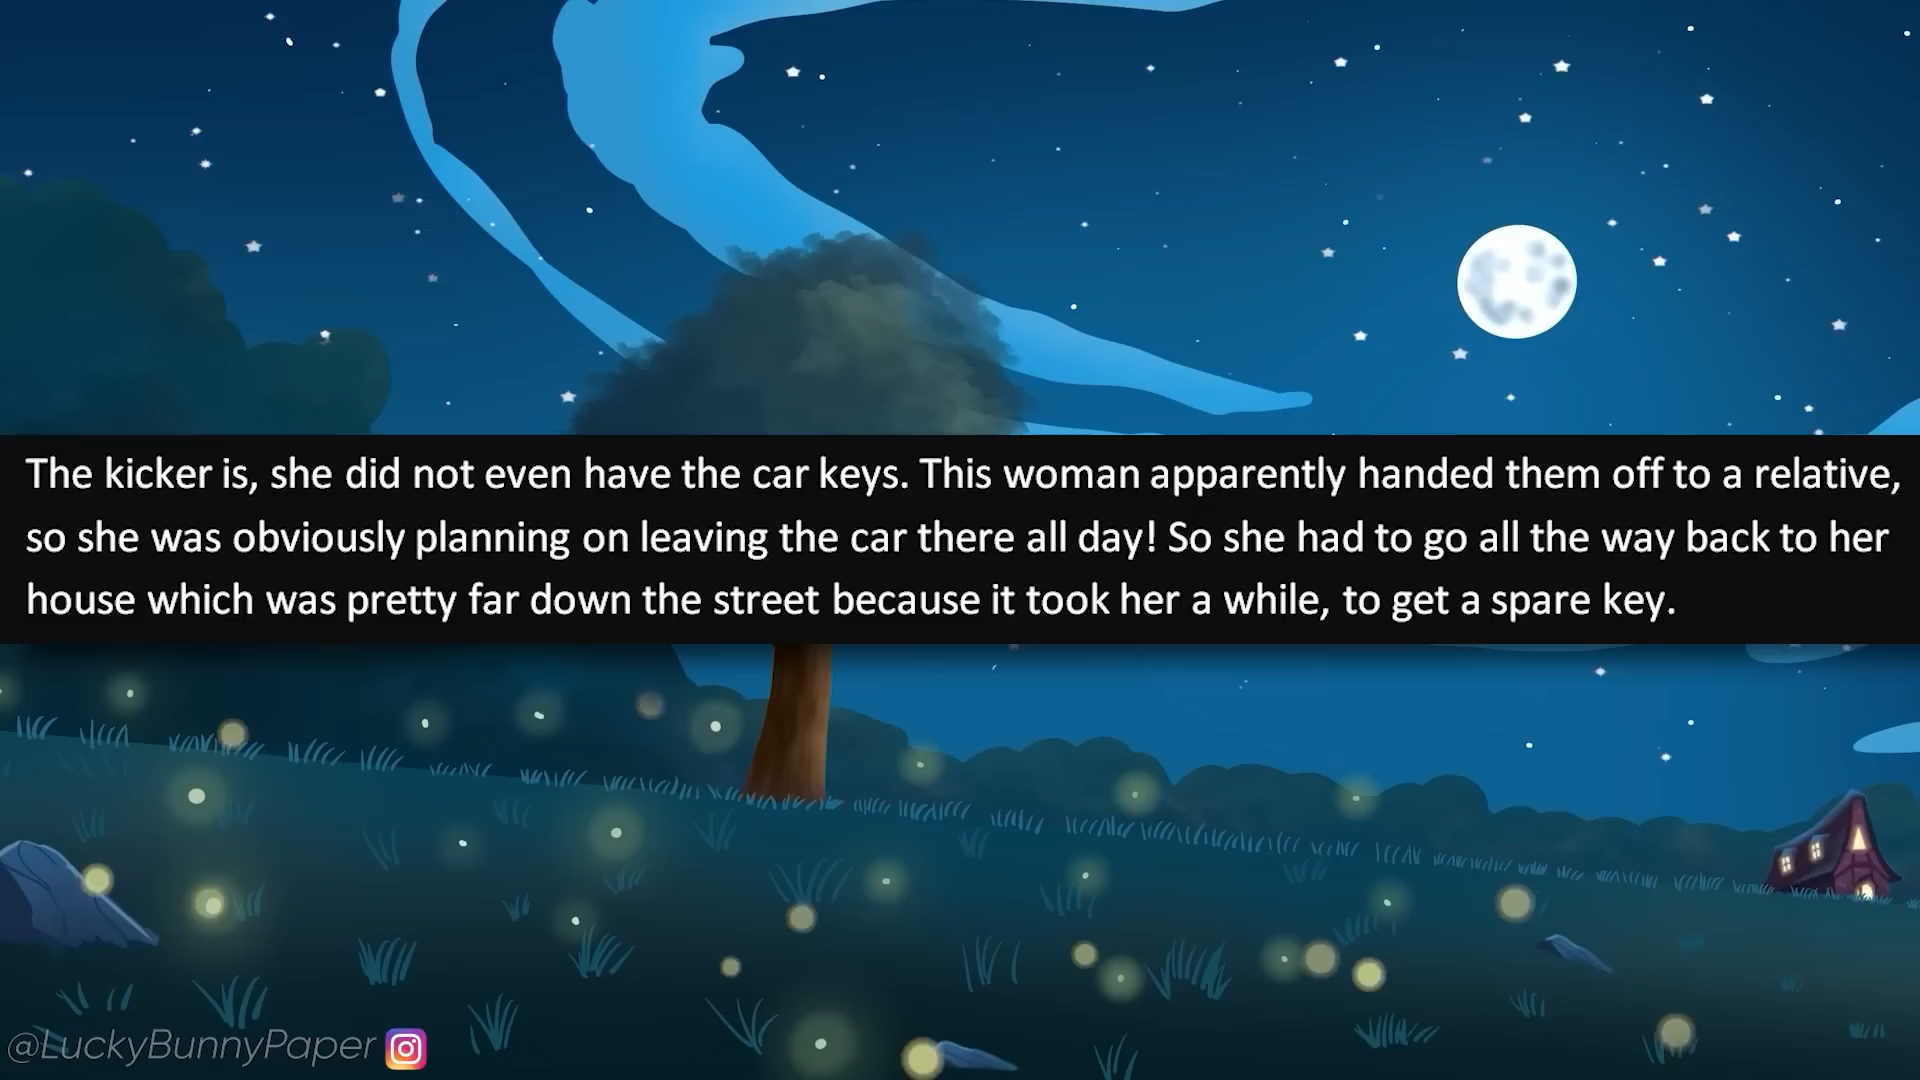 The kicker is, she did not even have the car keys. This woman apparently handed them off to a relative,
so she was obviously planning on leaving the car there all day! So she had to go all the way back to her
house which was pretty far down the street because it took her a while, to get a spare key.
@LuckyBunnyPaper